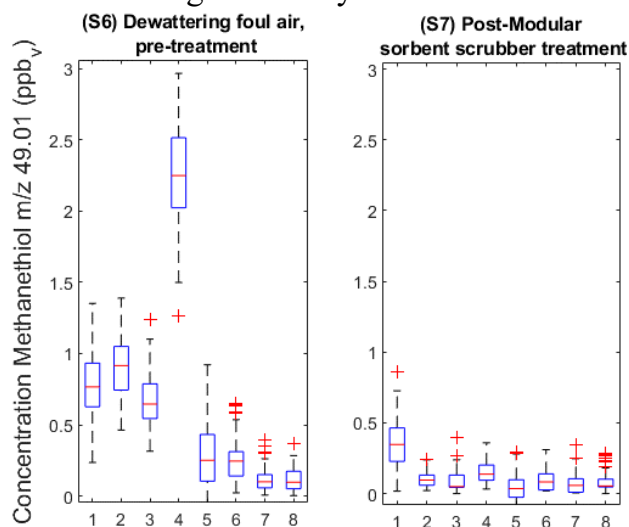 (S6) Dewattering foul air,
pre-treatment
Concentration Methanethiol m/z 49.01 (ppbv)
3
2.5
2
1.5
1
0.5
0
1 2 3 4 5 6 7 8
(S7) Post-Modular
sorbent scrubber treatment
3
2.5
2
1.5
1
0.5
0
1 2 3 4 5 6 7 8